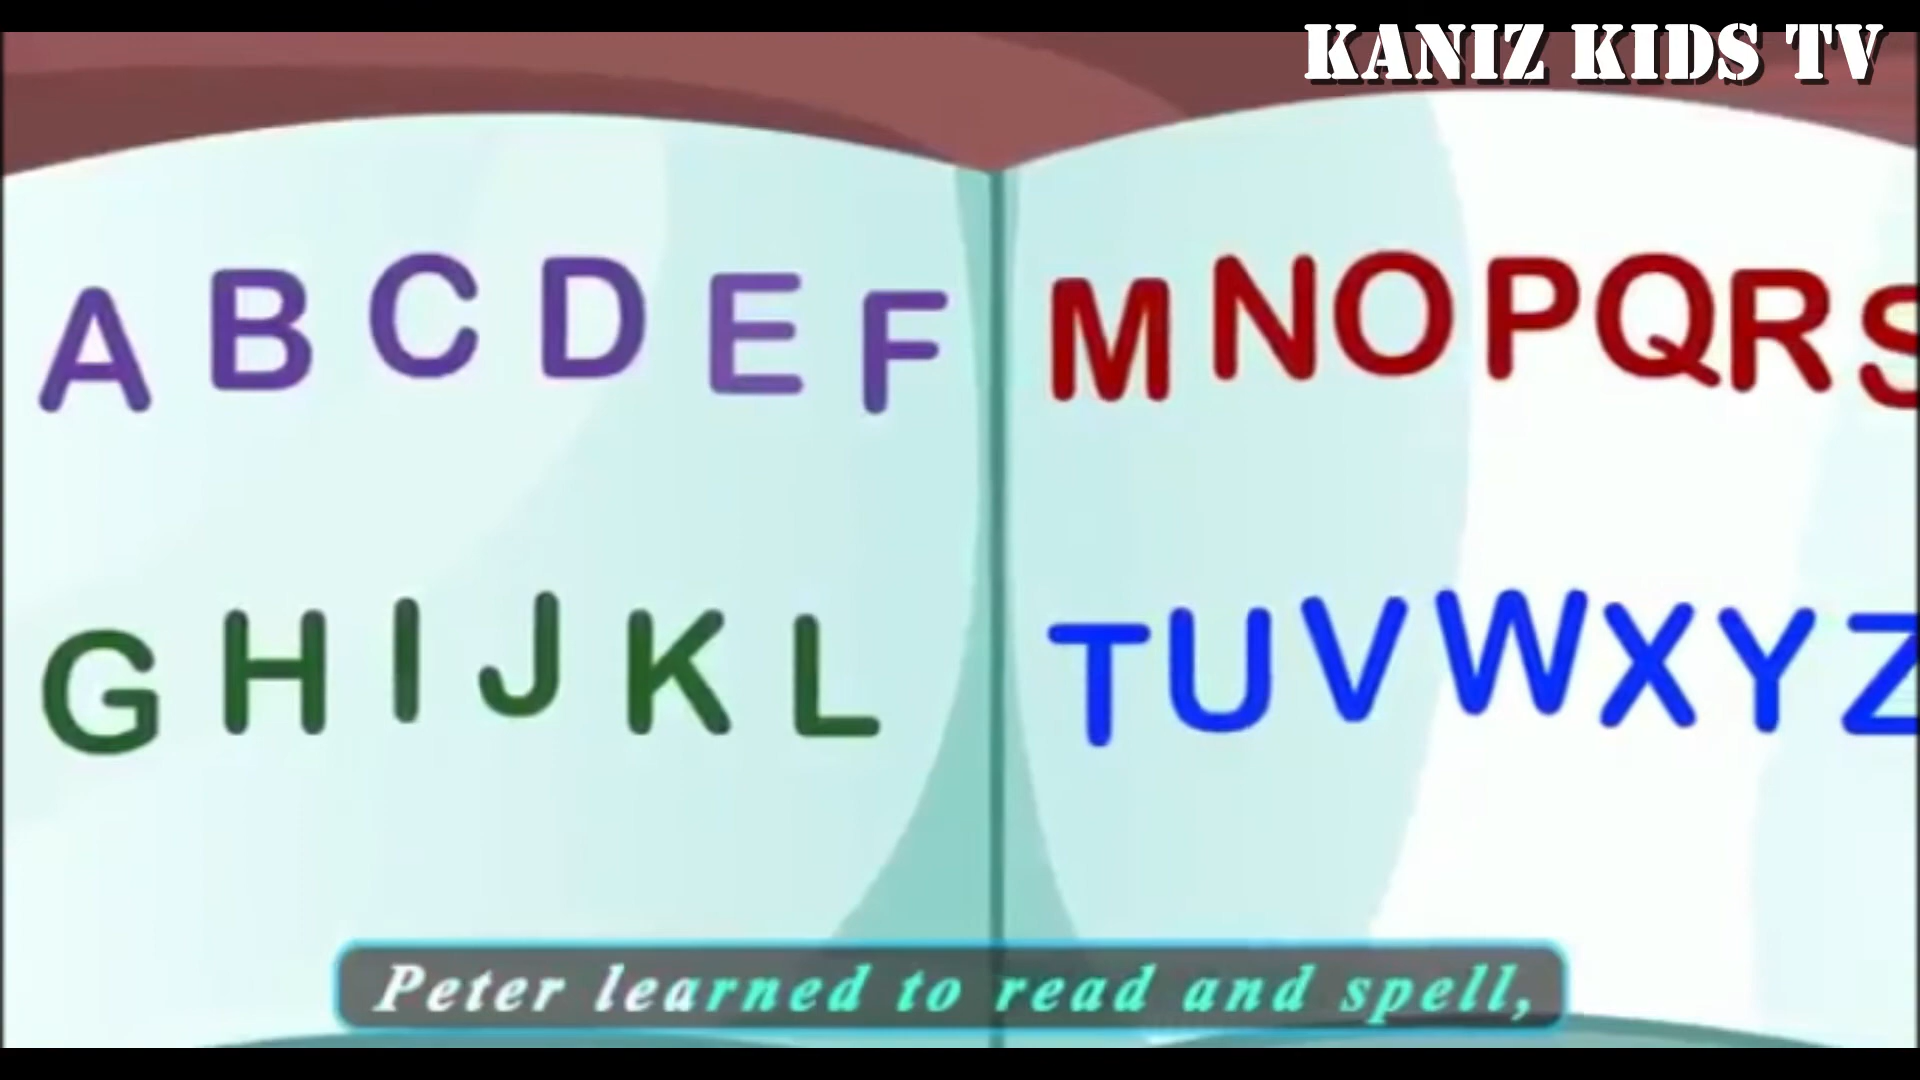 KANIZ KIDS TV
A B C D E F
G H I J K L
M N O P Q R S
T U V W X Y Z
Peter learned to read and spell,